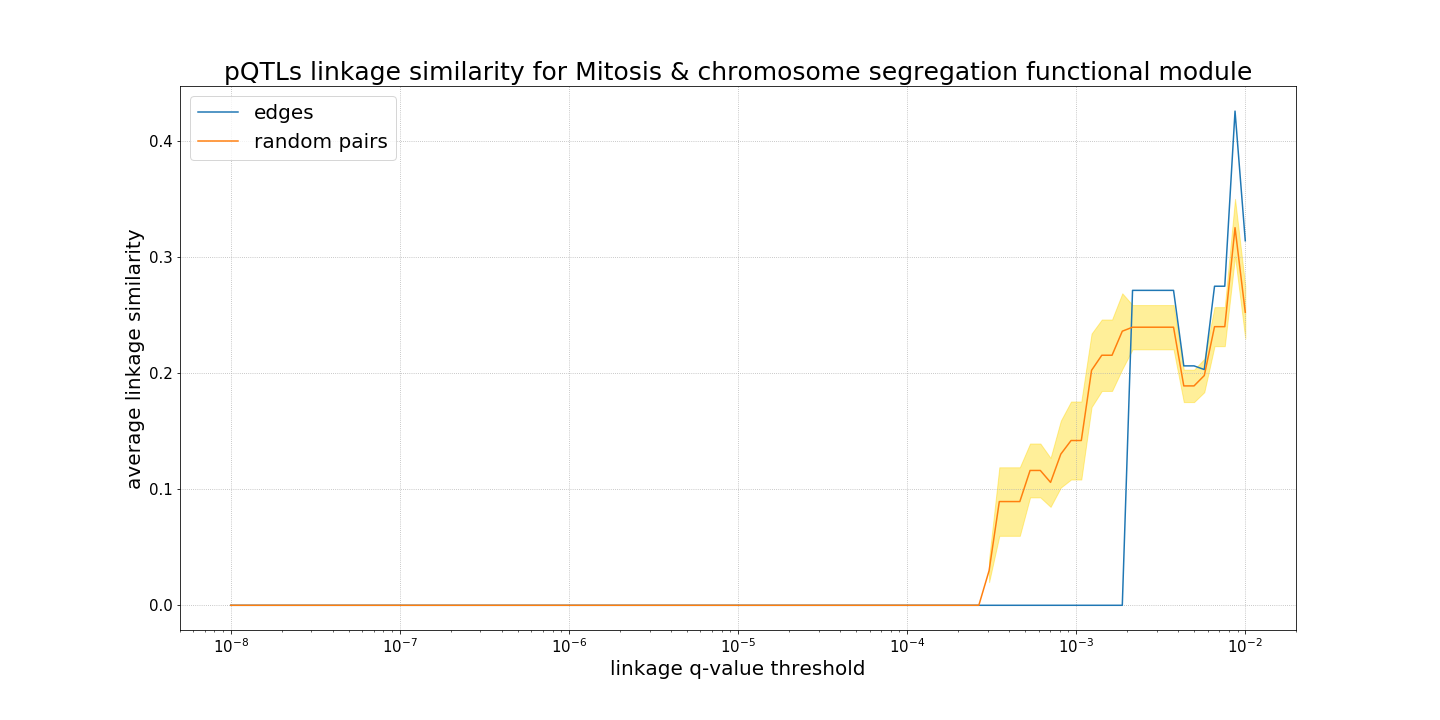 pQTLs linkage similarity for Mitosis & chromosome segregation functional module
edges
random pairs
average linkage similarity
0.4
0.3
0.2
0.1
0.0
10⁻⁸ 10⁻⁷ 10⁻⁶ 10⁻⁵ 10⁻⁴ 10⁻³ 10⁻²
linkage q-value threshold